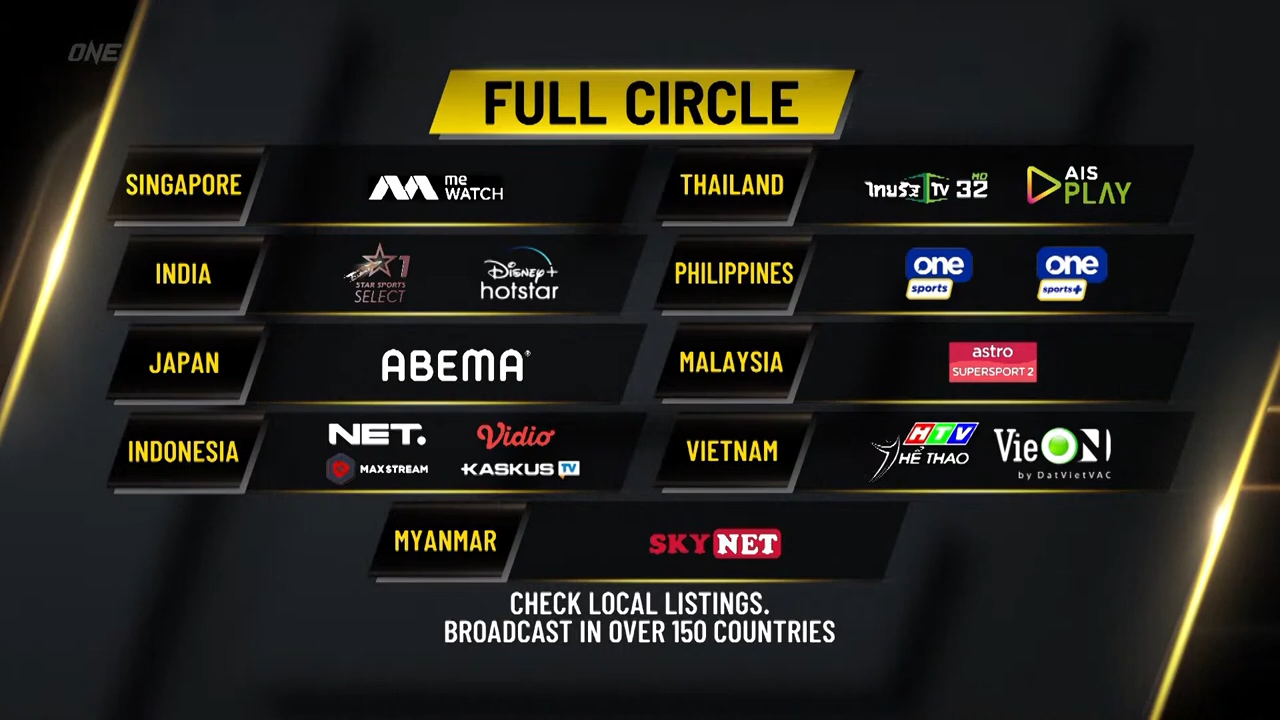 ONE
FULL CIRCLE
SINGAPORE
me
WATCH
THAILAND
ไทยรัฐ TV 32 HD
AIS
PLAY
INDIA
1
STAR SPORTS
SELECT
Disney+
hotstar
PHILIPPINES
one
sports
one
sports+
JAPAN
ABEMA®
MALAYSIA
astro
SUPERSPORT 2
INDONESIA
NET.
Vidio
MAXSTREAM
KASKUS TV
VIETNAM
HTV
THỂ THAO
VieON
by DatVietVAC
MYANMAR
SKYNET
CHECK LOCAL LISTINGS.
BROADCAST IN OVER 150 COUNTRIES